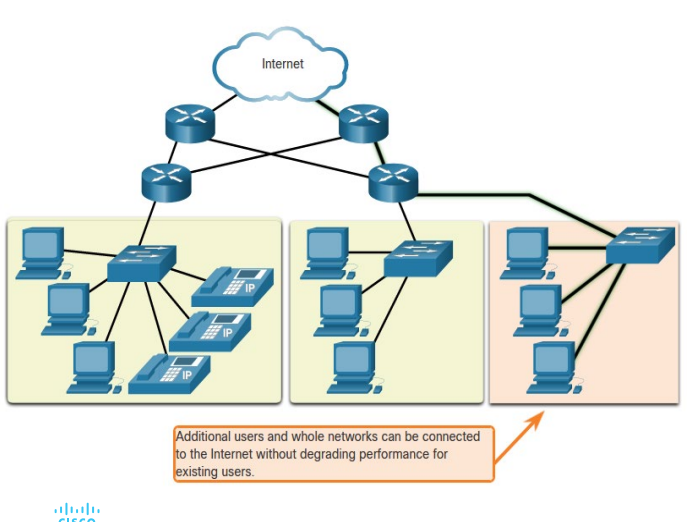 Internet
IP
IP
IP
Additional users and whole networks can be connected
to the Internet without degrading performance for
existing users.
CISCO